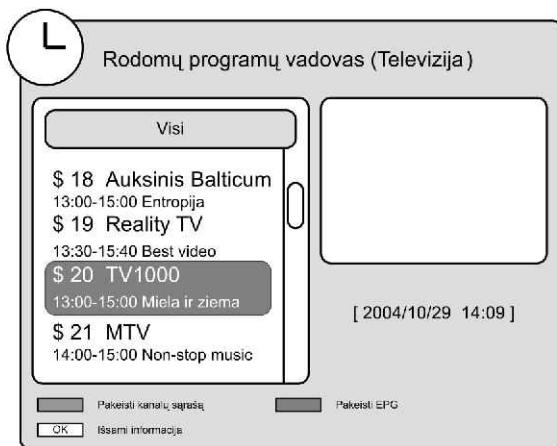 Rodomų programų vadovas (Televizija)
Visi
$ 18 Auksinis Balticum
13:00-15:00 Entropija
$ 19 Reality TV
13:30-15:40 Best video
$ 20 TV1000
13:00-15:00 Miela ir ziema
$ 21 MTV
14:00-15:00 Non-stop music
[ 2004/10/29 14:09 ]
Pakeisti kanalų sąrašą
Pakeisti EPG
OK Išsami informacija